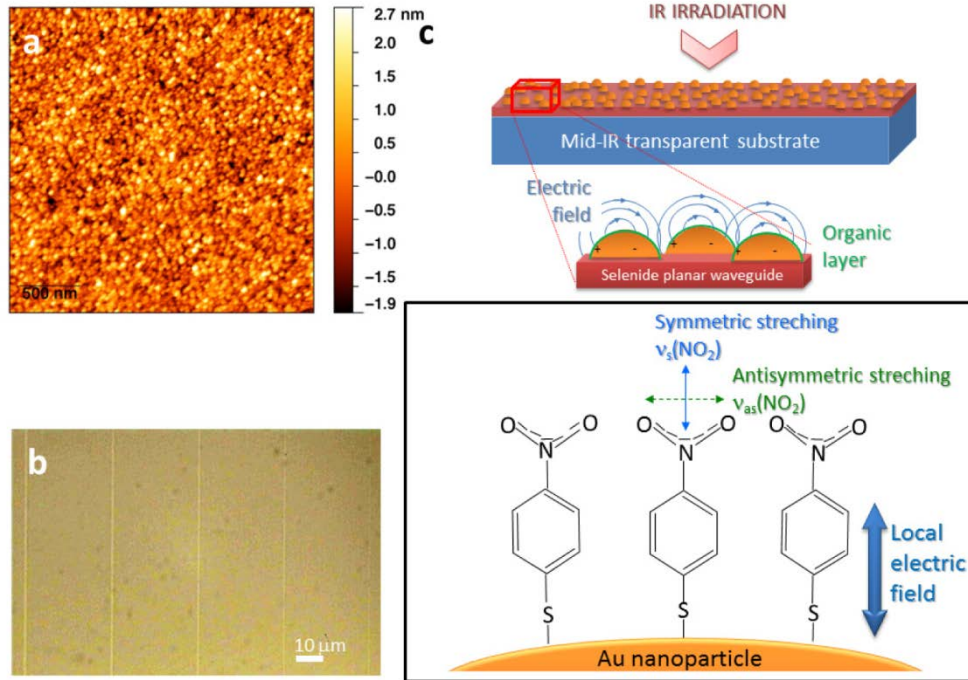 a
2.7 nm
2.0
1.5
1.0
0.5
-0.0
−0.5
−1.0
−1.5
−1.9
500 nm
b
10 µm
c
IR IRRADIATION
Mid-IR transparent substrate
Electric
field
+ - + - + -
Organic
layer
Selenide planar waveguide
Symmetric streching
νs(NO2)
Antisymmetric streching
νas(NO2)
O O O O O O
N N N
Local
electric
field
S S S
Au nanoparticle